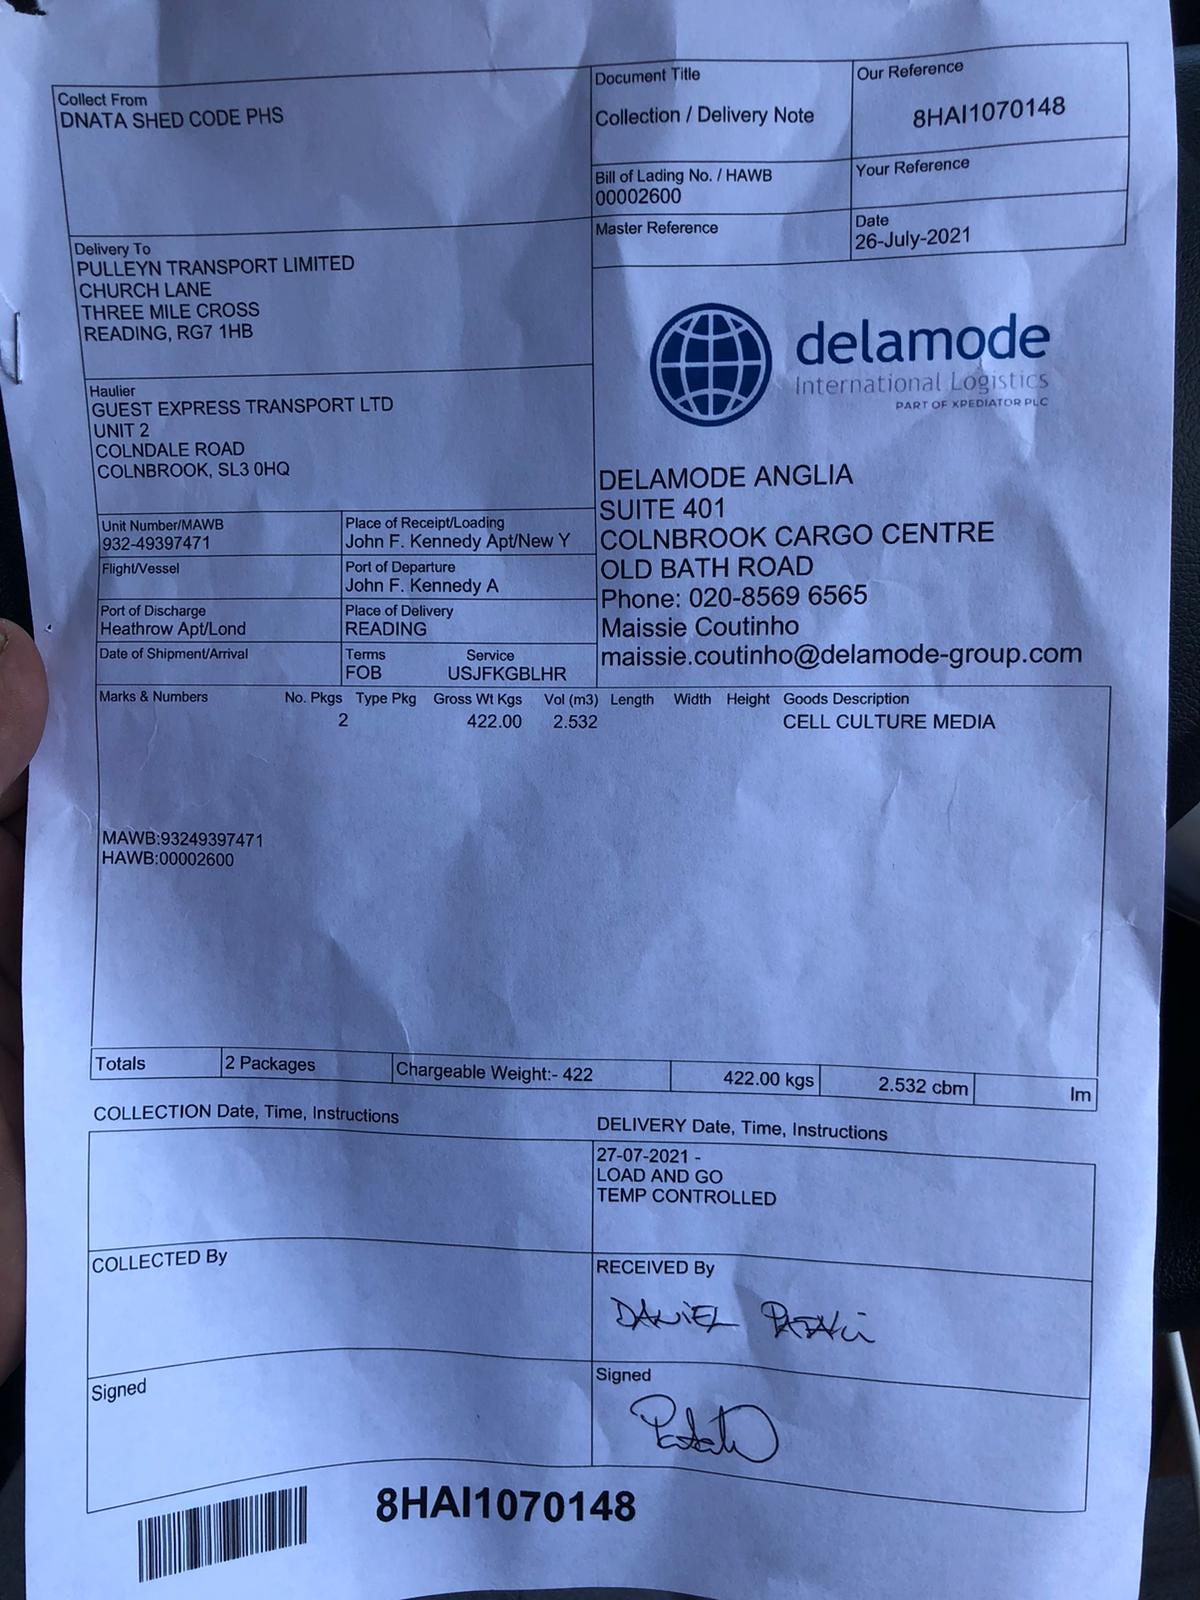 Collect From
DNATA SHED CODE PHS
Document Title
Collection / Delivery Note
Our Reference
8HAI1070148
Bill of Lading No. / HAWB
00002600
Your Reference
Master Reference
Date
26-July-2021
Delivery To
PULLEYN TRANSPORT LIMITED
CHURCH LANE
THREE MILE CROSS
READING, RG7 1HB
delamode
International Logistics
PART OF XPEDIATOR PLC
Haulier
GUEST EXPRESS TRANSPORT LTD
UNIT 2
COLNDALE ROAD
COLNBROOK, SL3 0HQ
DELAMODE ANGLIA
SUITE 401
COLNBROOK CARGO CENTRE
OLD BATH ROAD
Phone: 020-8569 6565
Maissie Coutinho
maissie.coutinho@delamode-group.com
Unit Number/MAWB
932-49397471
Place of Receipt/Loading
John F. Kennedy Apt/New Y
Flight/Vessel
Port of Departure
John F. Kennedy A
Port of Discharge
Heathrow Apt/Lond
Place of Delivery
READING
Date of Shipment/Arrival
Terms
FOB
Service
USJFKGBLHR
Marks & Numbers No. Pkgs Type Pkg Gross Wt Kgs Vol (m3) Length Width Height Goods Description
2 422.00 2.532 CELL CULTURE MEDIA
MAWB:93249397471
HAWB:00002600
Totals 2 Packages Chargeable Weight:- 422 422.00 kgs 2.532 cbm lm
COLLECTION Date, Time, Instructions
DELIVERY Date, Time, Instructions
27-07-2021 -
LOAD AND GO
TEMP CONTROLLED
COLLECTED By
RECEIVED By
DANIEL
Signed
Signed
8HAI1070148